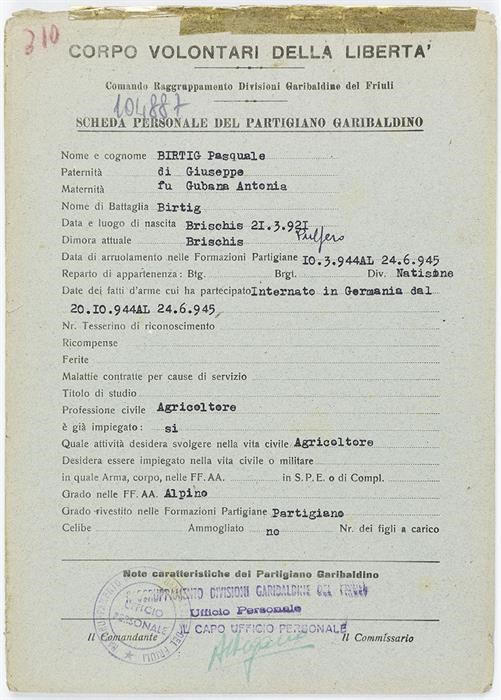 310
CORPO VOLONTARI DELLA LIBERTA'
Comando Raggruppamento Divisioni Garibaldine del Friuli
104887
SCHEDA PERSONALE DEL PARTIGIANO GARIBALDINO
Nome e cognome BIRTIG Pasquale
Paternità di Giuseppe
Maternità fu Gubana Antonia
Nome di Battaglia Birtig
Data e luogo di nascita Brischis 2I.3.92I
Dimora attuale Brischis Pulfero
Data di arruolamento nelle Formazioni Partigiane IO.3.944AL 24.6.945
Reparto di appartenenza: Btg. Brgt. Div. Natisone
Date dei fatti d'arme cui ha partecipato Internato in Germania dal
20.IO.944AL 24.6.945
Nr. Tesserino di riconoscimento
Ricompense
Ferite
Malattie contratte per cause di servizio
Titolo di studio
Professione civile Agricoltore
è già impiegato: si
Quale attività desidera svolgere nella vita civile Agricoltore
Desidera essere impiegato nella vita civile o militare
in quale Arma, corpo, nelle FF. AA. in S. P. E. o di Compl.
Grado nelle FF. AA. Alpino
Grado rivestito nelle Formazioni Partigiane Partigiano
Celibe Ammogliato no Nr. dei figli a carico
Note caratteristiche del Partigiano Garibaldino
RAGGRUPPAMENTO DIVISIONI GARIBALDINE DEL FRIULI
Ufficio Personale
UFFICIO PERSONALE
IL CAPO UFFICIO PERSONALE
Il Comandante Il Commissario